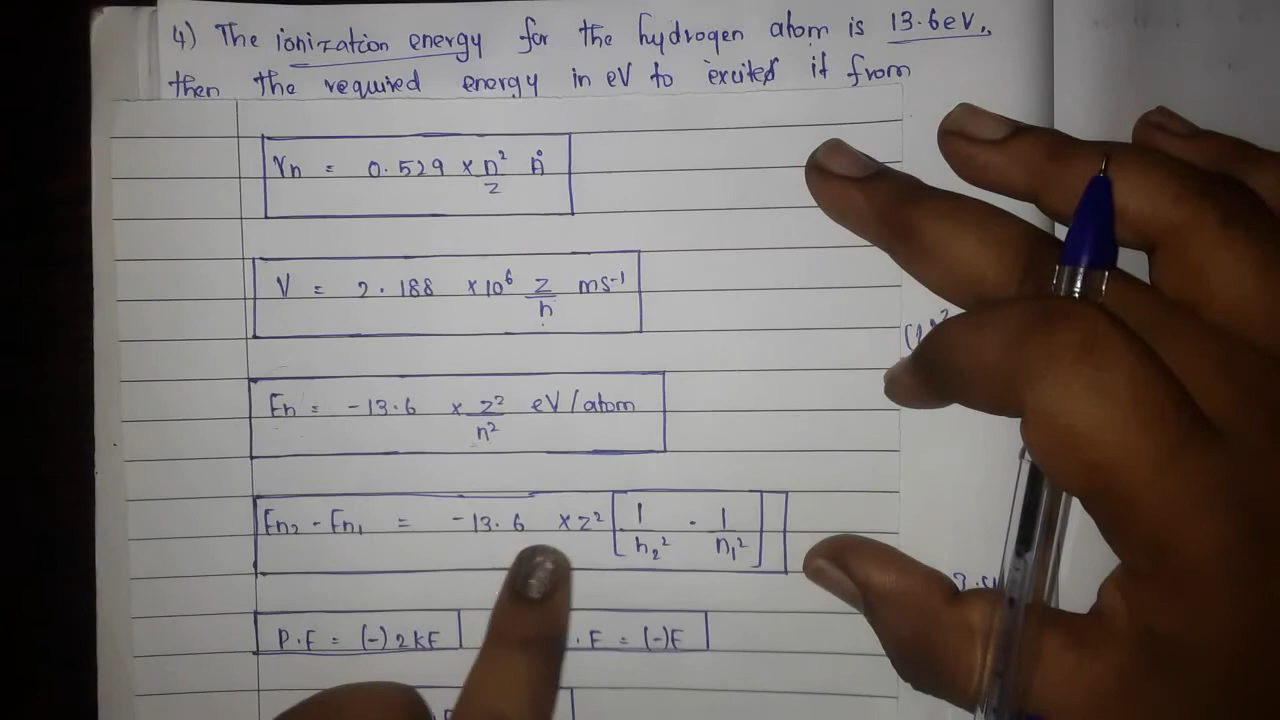 4) The ionization energy for the hydrogen atom is 13.6eV,
then the required energy in eV to excited it from
rn = 0.529 × n²/z Å
V = 2.188 × 10⁶ z/n ms⁻¹
En = -13.6 × z²/n² eV/atom
En₂ - En₁ = -13.6 × z² [1/n₂² - 1/n₁²]
P.E = (-) 2KE .E = (-)E